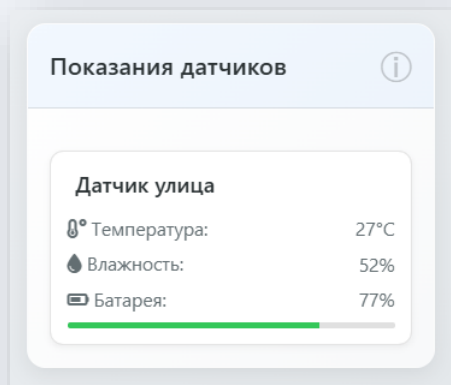 Показания датчиков
Датчик улица
Температура: 27°C
Влажность: 52%
Батарея: 77%